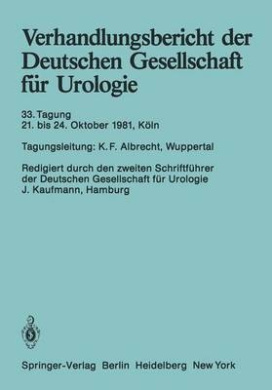 Verhandlungsbericht der
Deutschen Gesellschaft
für Urologie
33. Tagung
21. bis 24. Oktober 1981, Köln
Tagungsleitung: K. F. Albrecht, Wuppertal
Redigiert durch den zweiten Schriftführer
der Deutschen Gesellschaft für Urologie
J. Kaufmann, Hamburg
Springer-Verlag Berlin Heidelberg New York